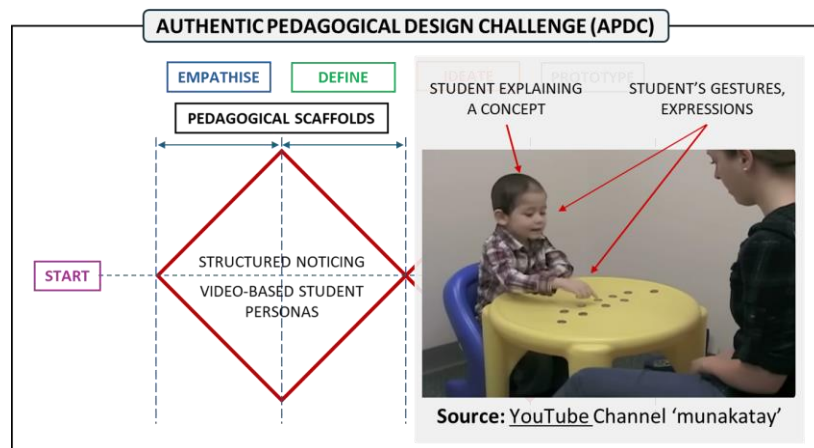 AUTHENTIC PEDAGOGICAL DESIGN CHALLENGE (APDC)
EMPATHISE
DEFINE
IDEATE
PROTOTYPE
PEDAGOGICAL SCAFFOLDS
START
STRUCTURED NOTICING
VIDEO-BASED STUDENT
PERSONAS
STUDENT EXPLAINING
A CONCEPT
STUDENT'S GESTURES,
EXPRESSIONS
Source: YouTube Channel 'munakatay'